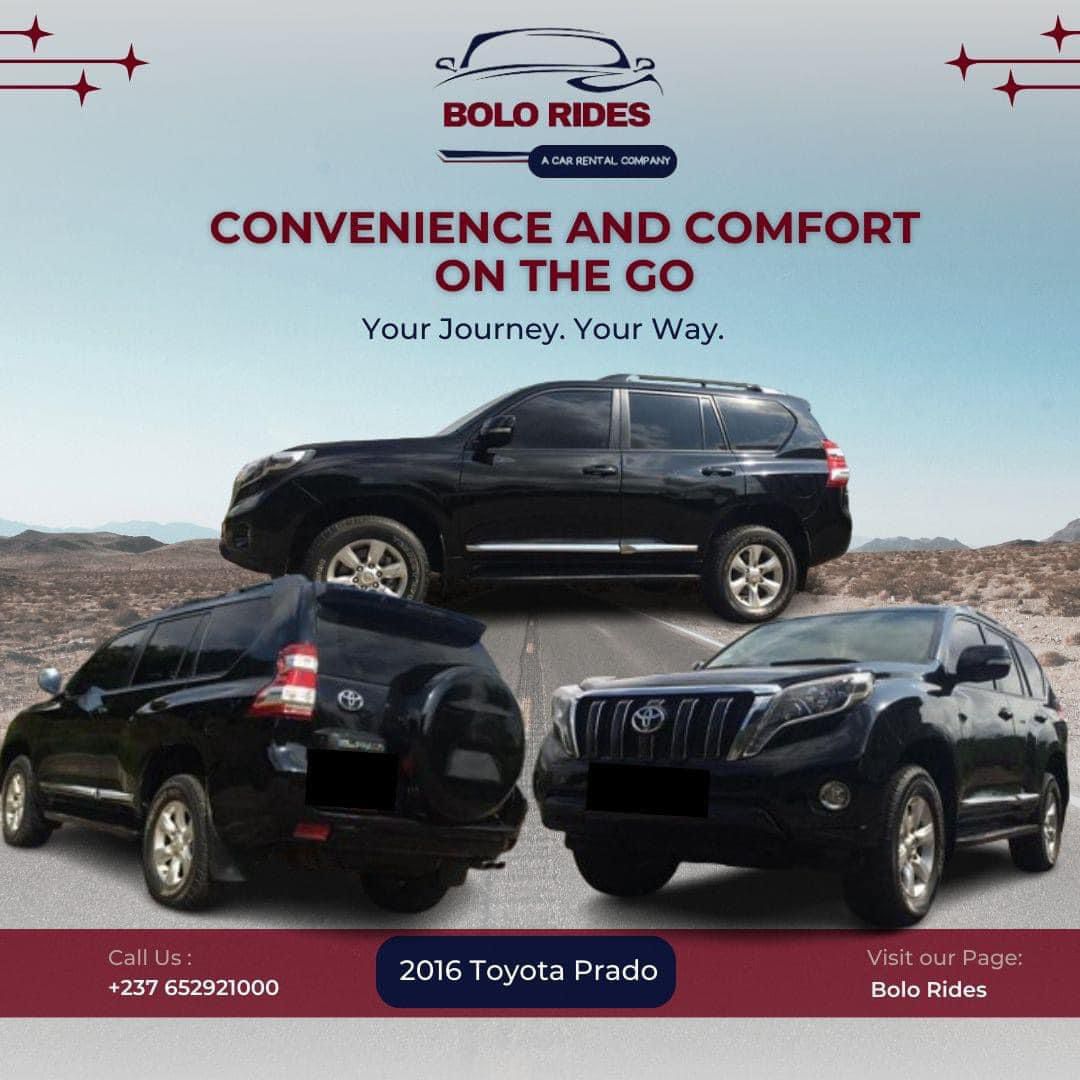 BOLO RIDES
A CAR RENTAL COMPANY
CONVENIENCE AND COMFORT
ON THE GO
Your Journey. Your Way.
Call Us :
+237 652921000
2016 Toyota Prado
Visit our Page:
Bolo Rides